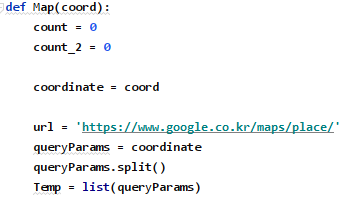 def Map(coord):
    count = 0
    count_2 = 0

    coordinate = coord

    url = 'https://www.google.co.kr/maps/place/'
    queryParams = coordinate
    queryParams.split()
    Temp = list(queryParams)